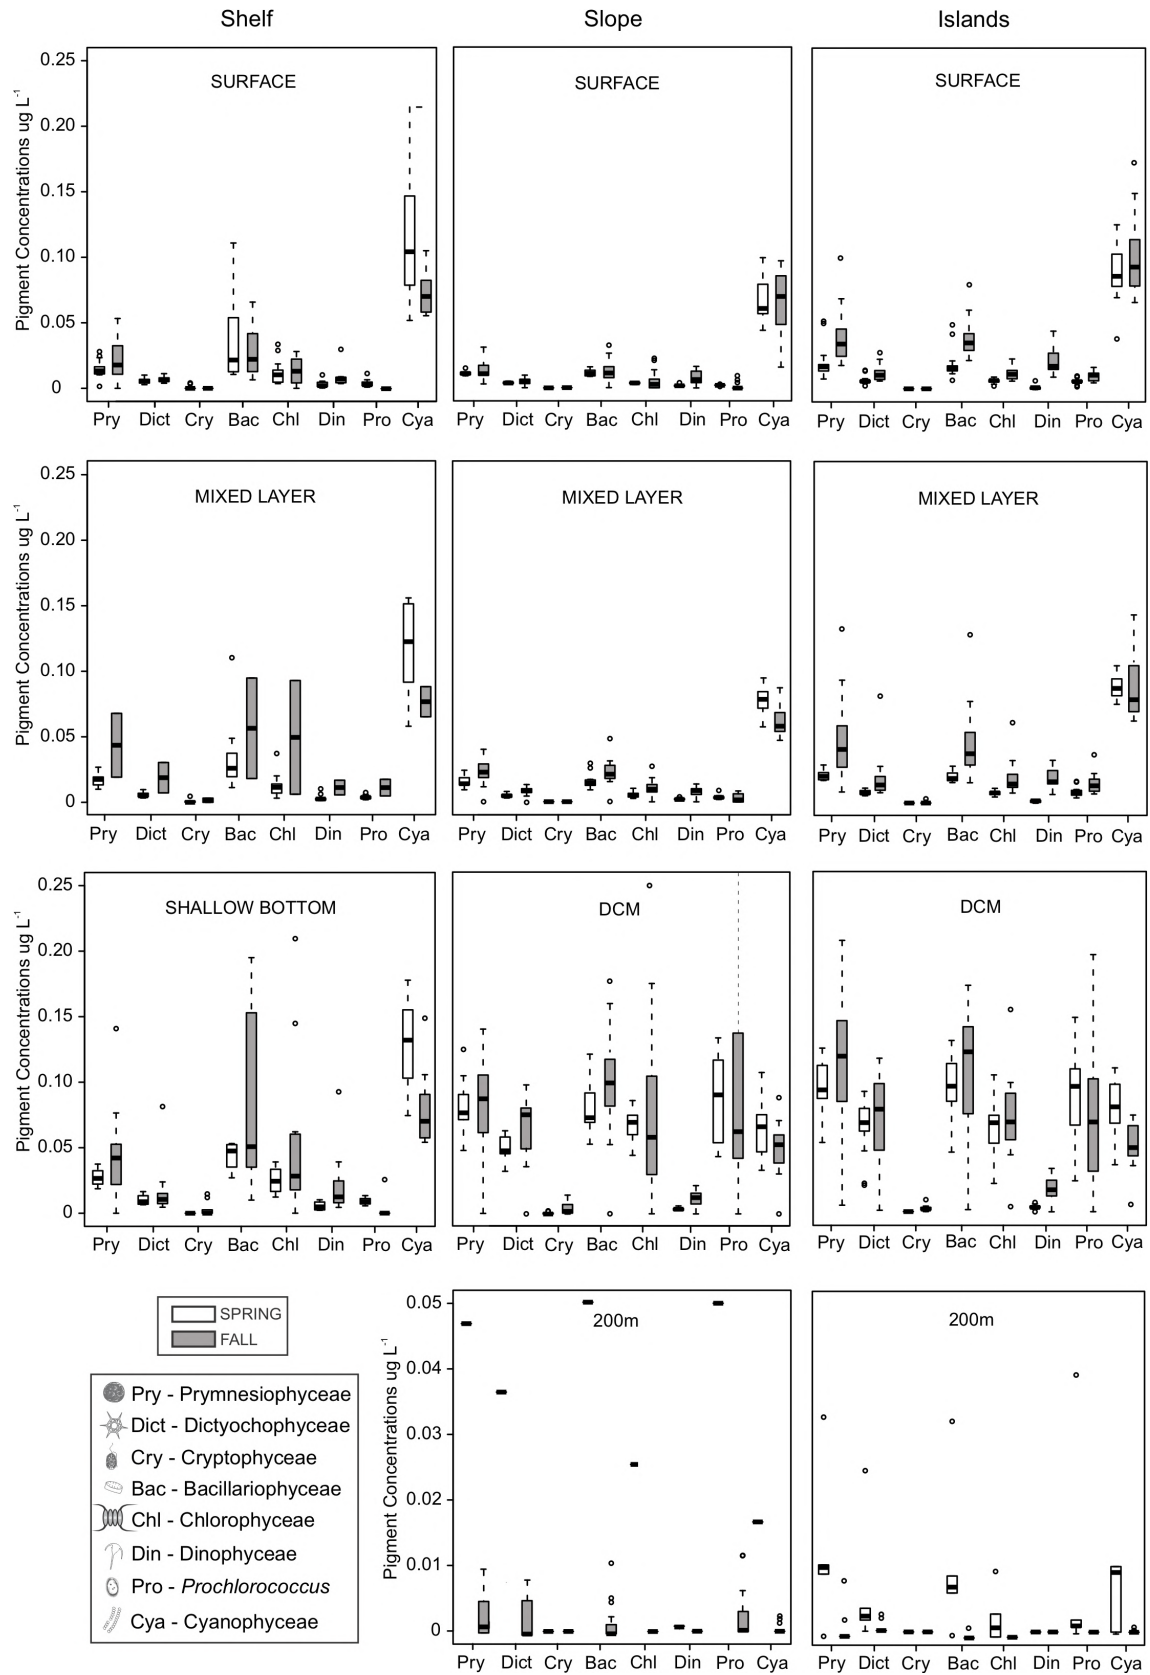 Shelf Slope Islands
SURFACE SURFACE SURFACE
Pigment Concentrations ug L-1
0.25
0.20
0.15
0.10
0.05
0
Pry Dict Cry Bac Chl Din Pro Cya
Pry Dict Cry Bac Chl Din Pro Cya
Pry Dict Cry Bac Chl Din Pro Cya
MIXED LAYER MIXED LAYER MIXED LAYER
Pigment Concentrations ug L-1
0.25
0.20
0.15
0.10
0.05
0
Pry Dict Cry Bac Chl Din Pro Cya
Pry Dict Cry Bac Chl Din Pro Cya
Pry Dict Cry Bac Chl Din Pro Cya
SHALLOW BOTTOM DCM DCM
Pigment Concentrations ug L-1
0.25
0.20
0.15
0.10
0.05
0
Pry Dict Cry Bac Chl Din Pro Cya
Pry Dict Cry Bac Chl Din Pro Cya
Pry Dict Cry Bac Chl Din Pro Cya
SPRING
FALL
Pry - Prymnesiophyceae
Dict - Dictyochophyceae
Cry - Cryptophyceae
Bac - Bacillariophyceae
Chl - Chlorophyceae
Din - Dinophyceae
Pro - Prochlorococcus
Cya - Cyanophyceae
200m 200m
Pigment Concentrations ug L-1
0.05
0.04
0.03
0.02
0.01
0
Pry Dict Cry Bac Chl Din Pro Cya
Pry Dict Cry Bac Chl Din Pro Cya